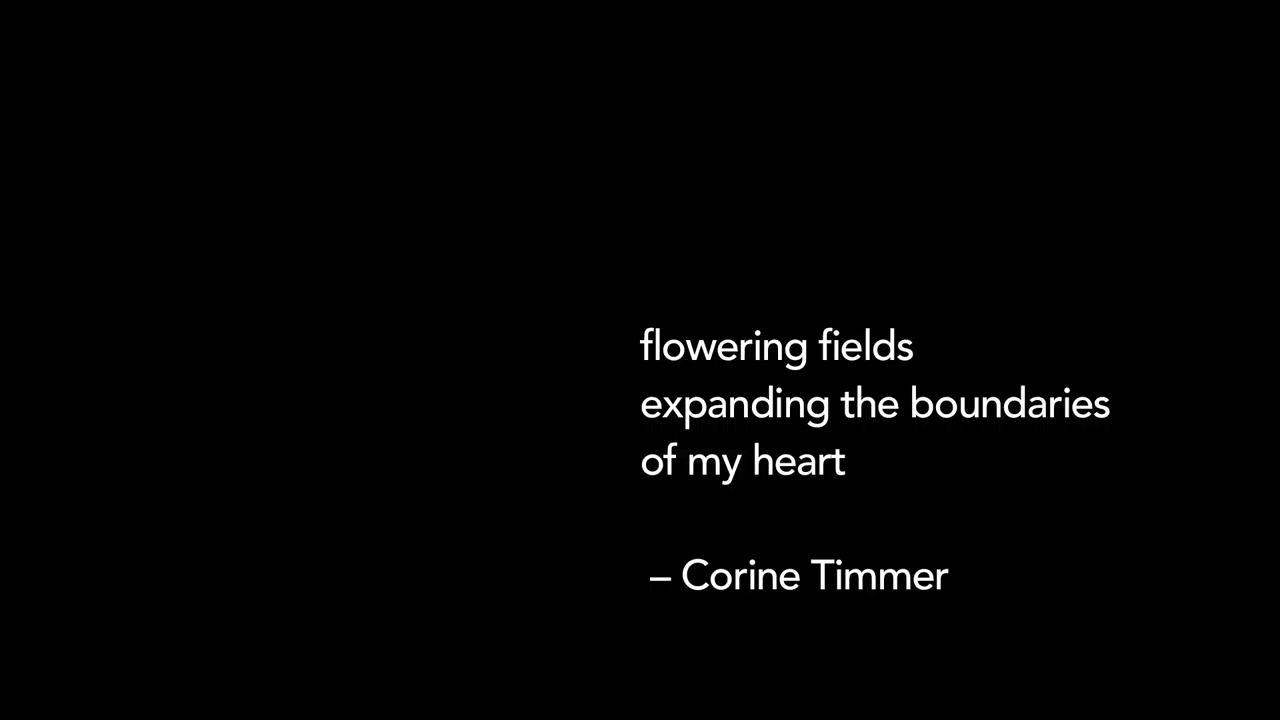 flowering fields
expanding the boundaries
of my heart
– Corine Timmer